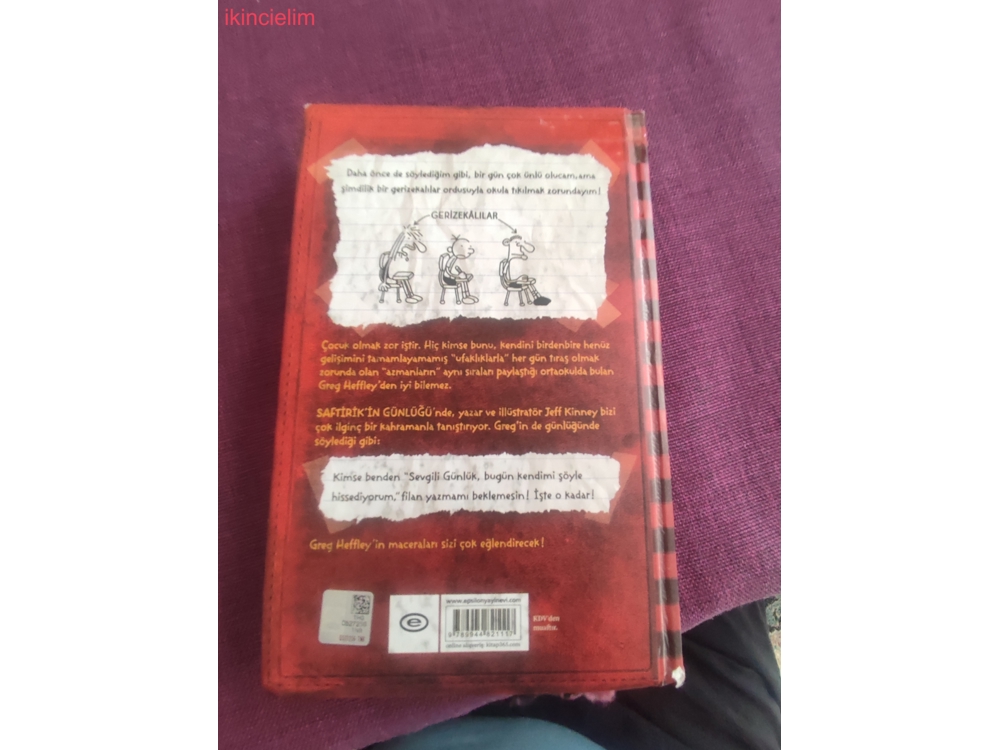 ikincielim
Daha önce de söylediğim gibi, bir gün çok ünlü olucam, ama
şimdilik bir gerizekalılar ordusuyla okula tıkılmak zorundayım!
GERİZEKÂLILAR
Çocuk olmak zor iştir. Hiç kimse bunu, kendini birdenbire henüz
gelişimini tamamlayamamış "ufaklıklarla" her gün tıraş olmak
zorunda olan "azmanların" aynı sıraları paylaştığı ortaokulda bulan
Greg Heffley'den iyi bilemez.
SAFTİRİK'İN GÜNLÜĞÜ'nde, yazar ve illüstratör Jeff Kinney bizi
çok ilginç bir kahramanla tanıştırıyor. Greg'in de günlüğünde
söylediği gibi:
Kimse benden "Sevgili Günlük, bugün kendimi şöyle
hissediyorum," filan yazmamı beklemesin! İşte o kadar!
Greg Heffley'in maceraları sizi çok eğlendirecek!
www.epsilonyayinevi.com
e
KDV'den
muaftır.
9 789944 821155